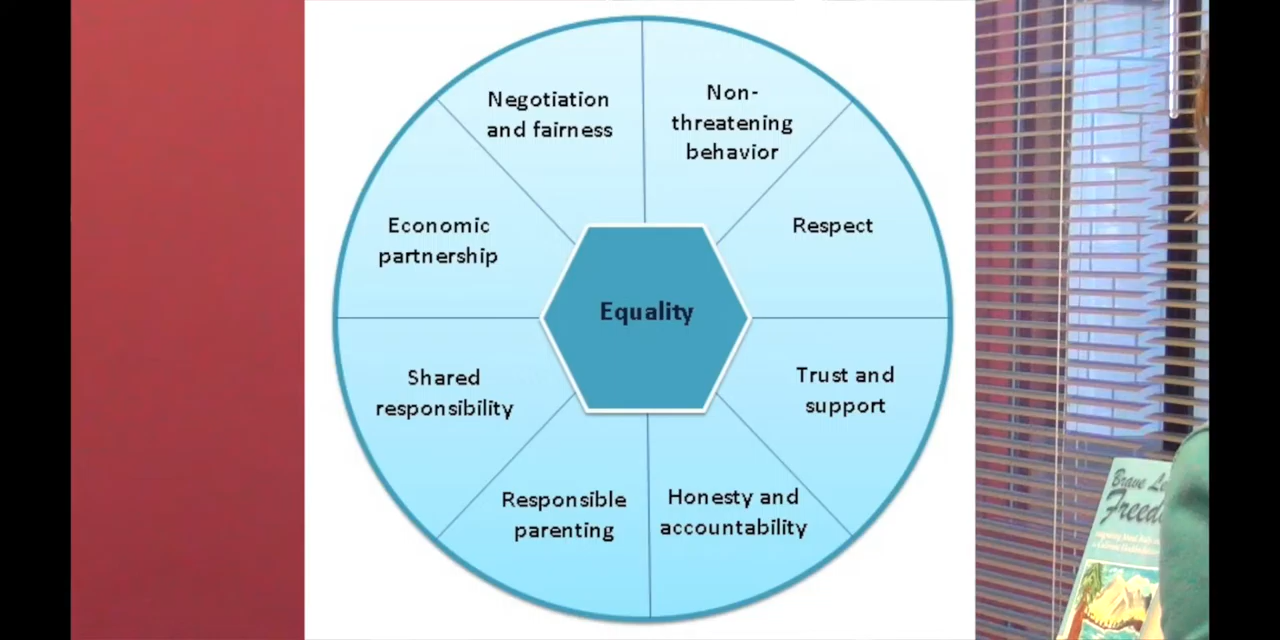 Negotiation
and fairness
Non-
threatening
behavior
Economic
partnership
Respect
Equality
Shared
responsibility
Trust and
support
Responsible
parenting
Honesty and
accountability
Brave